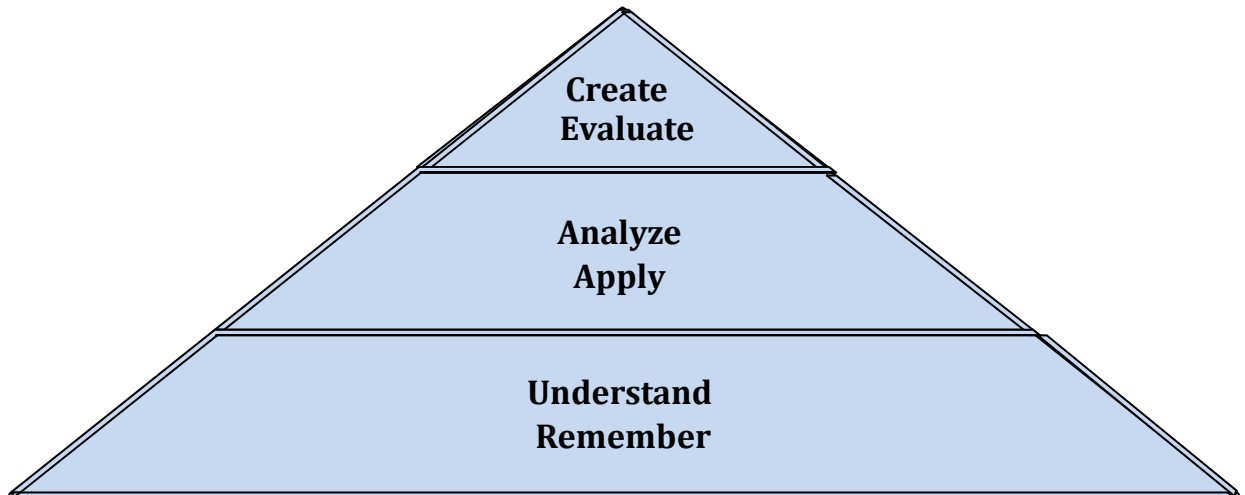 Create
Evaluate
Analyze
Apply
Understand
Remember